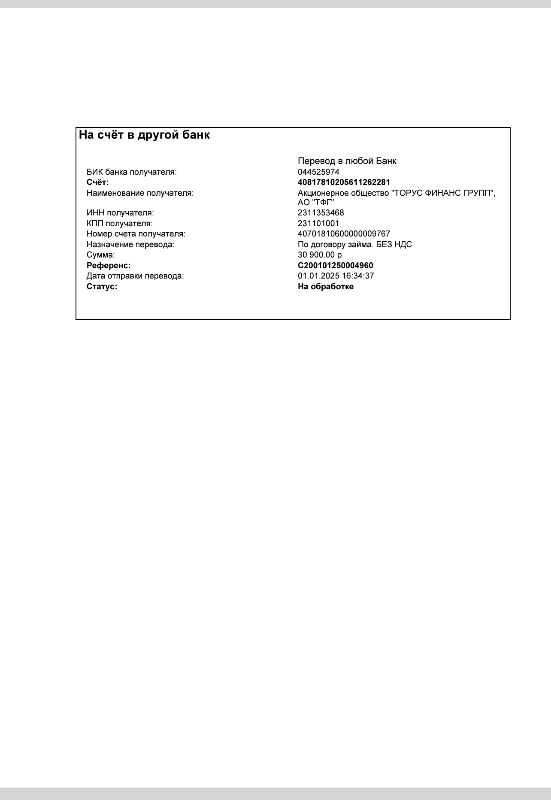 На счёт в другой банк
Перевод в любой Банк
БИК банка получателя: 044525974
Счёт: 40817810205611262281
Наименование получателя: Акционерное общество "ТОРУС ФИНАНС ГРУПП",
АО "ТФГ"
ИНН получателя: 2311353468
КПП получателя: 231101001
Номер счета получателя: 40701810600000009767
Назначение перевода: По договору займа. БЕЗ НДС
Сумма: 30 900.00 р.
Референс: C200101250004960
Дата отправки перевода: 01.01.2025 16:34:37
Статус: На обработке